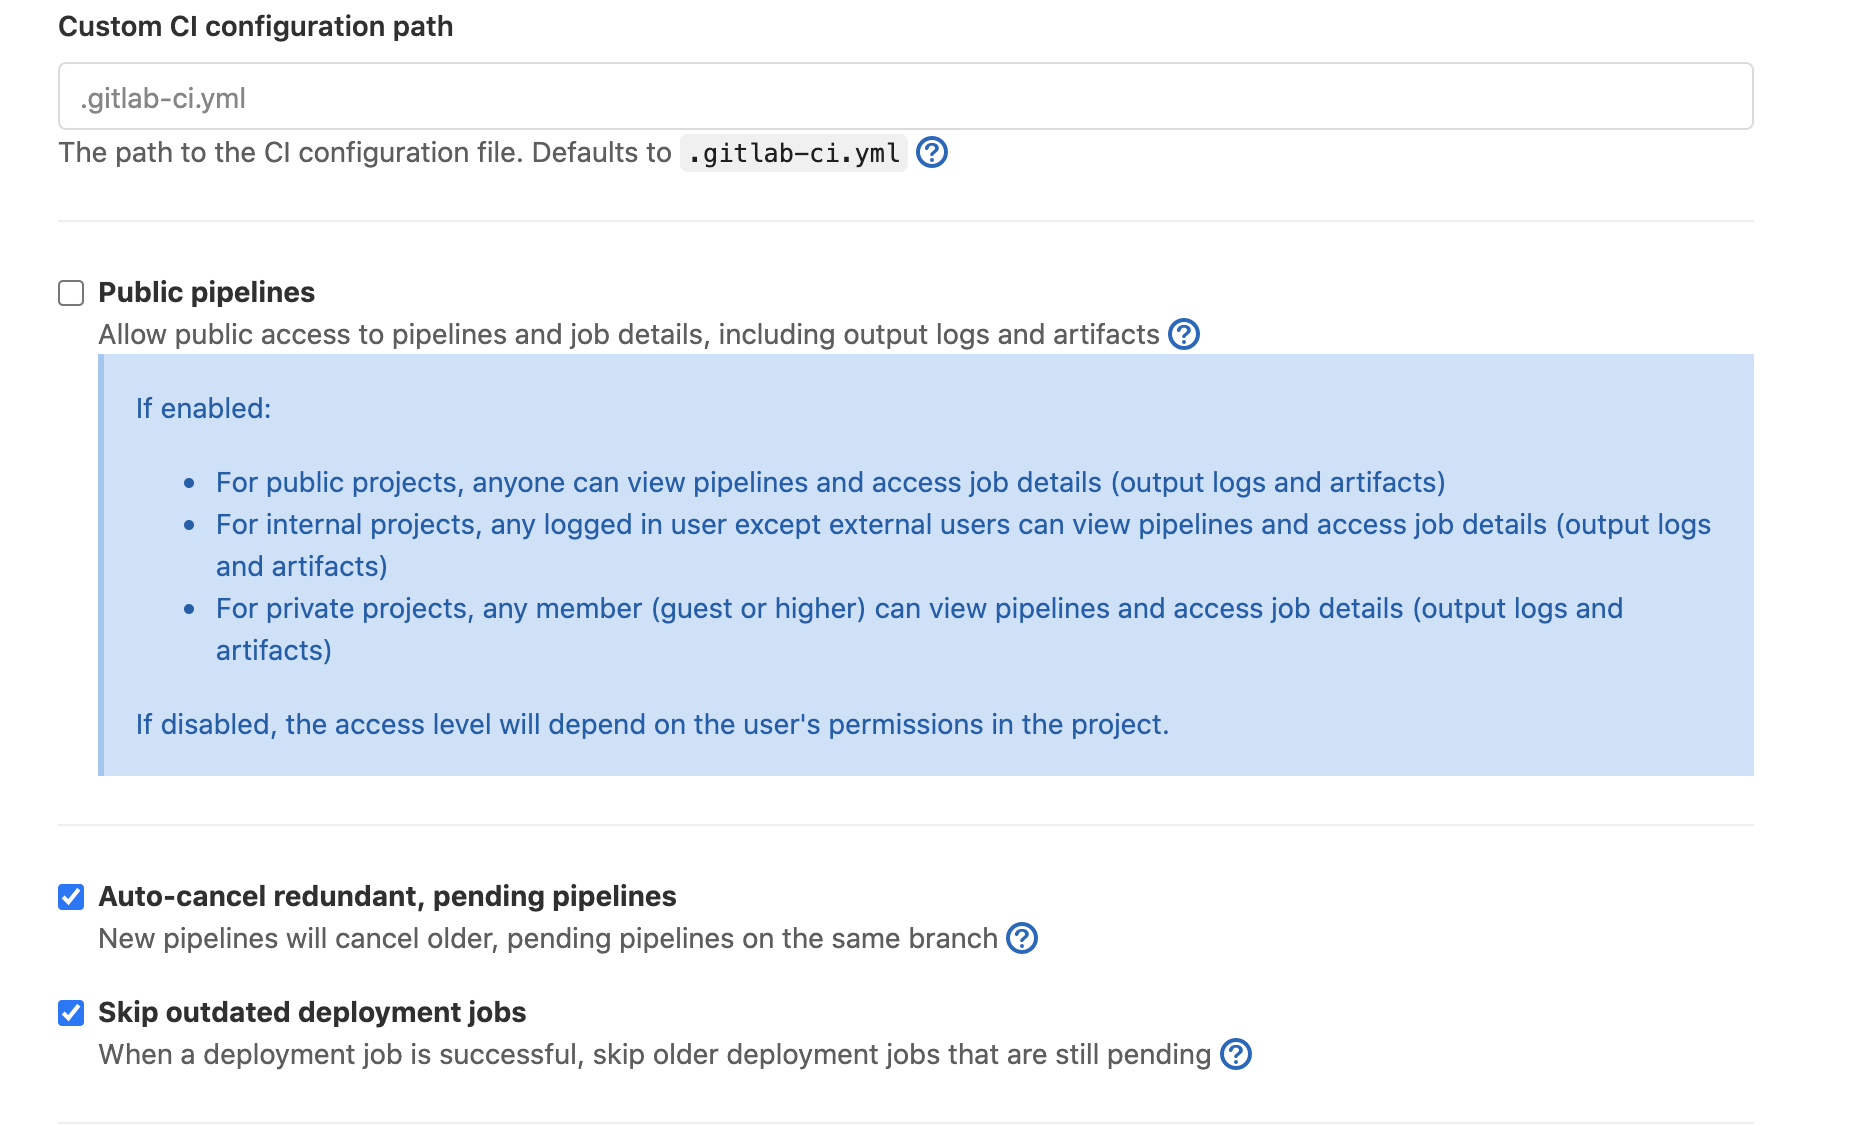 Custom CI configuration path
.gitlab-ci.yml
The path to the CI configuration file. Defaults to .gitlab-ci.yml ?
Public pipelines
Allow public access to pipelines and job details, including output logs and artifacts ?
If enabled:
• For public projects, anyone can view pipelines and access job details (output logs and artifacts)
• For internal projects, any logged in user except external users can view pipelines and access job details (output logs
and artifacts)
• For private projects, any member (guest or higher) can view pipelines and access job details (output logs and
artifacts)
If disabled, the access level will depend on the user's permissions in the project.
Auto-cancel redundant, pending pipelines
New pipelines will cancel older, pending pipelines on the same branch ?
Skip outdated deployment jobs
When a deployment job is successful, skip older deployment jobs that are still pending ?